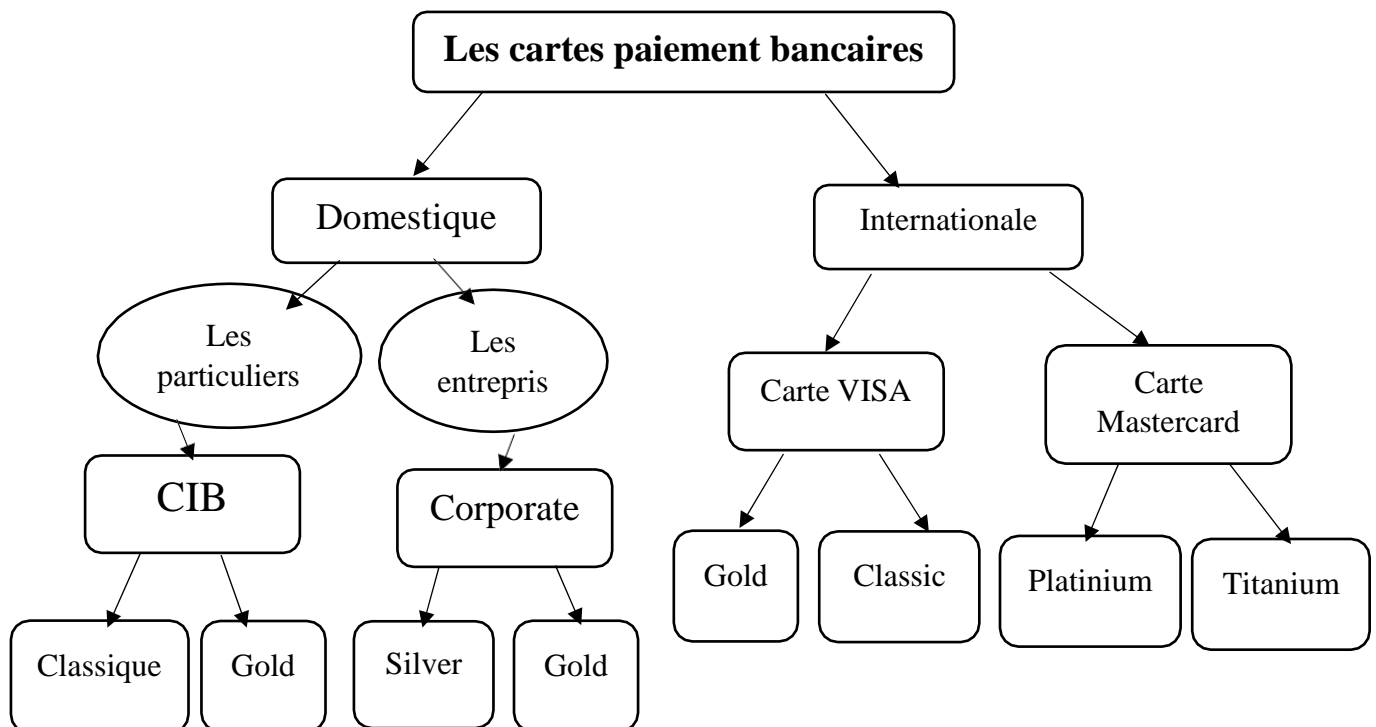 Les cartes paiement bancaires
Domestique
Internationale
Les
particuliers
Les
entrepris
Carte VISA
Carte
Mastercard
CIB
Corporate
Gold
Classic
Platinium
Titanium
Classique
Gold
Silver
Gold